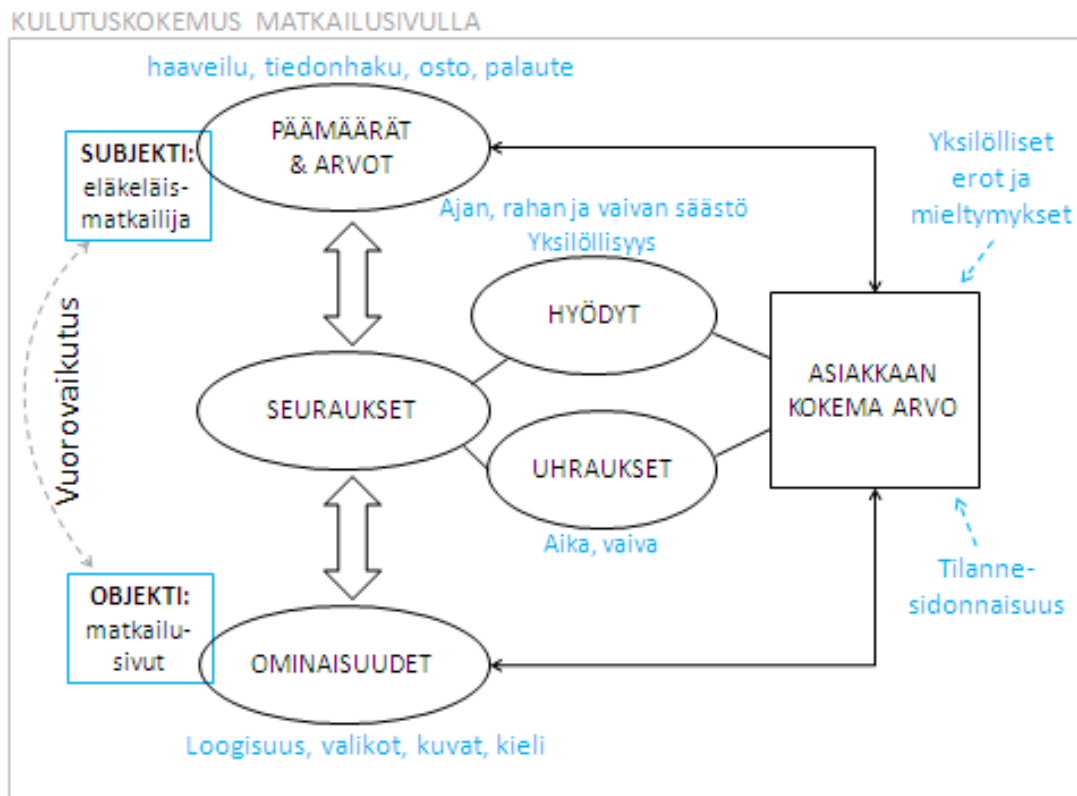 KULUTUSKOKEMUS MATKAILUSIVULLA
haaveilu, tiedonhaku, osto, palaute
PÄÄMÄÄRÄT
& ARVOT
SUBJEKTI:
eläkeläis-
matkailija
Yksilölliset
erot ja
mieltymykset
Ajan, rahan ja vaivan säästö
Yksilöllisyys
HYÖDYT
Vuorovaikutus
SEURAUKSET
ASIAKKAAN
KOKEMA ARVO
UHRAUKSET
Aika, vaiva
Tilanne-
sidonnaisuus
OBJEKTI:
matkailu-
sivut
OMINAISUUDET
Loogisuus, valikot, kuvat, kieli